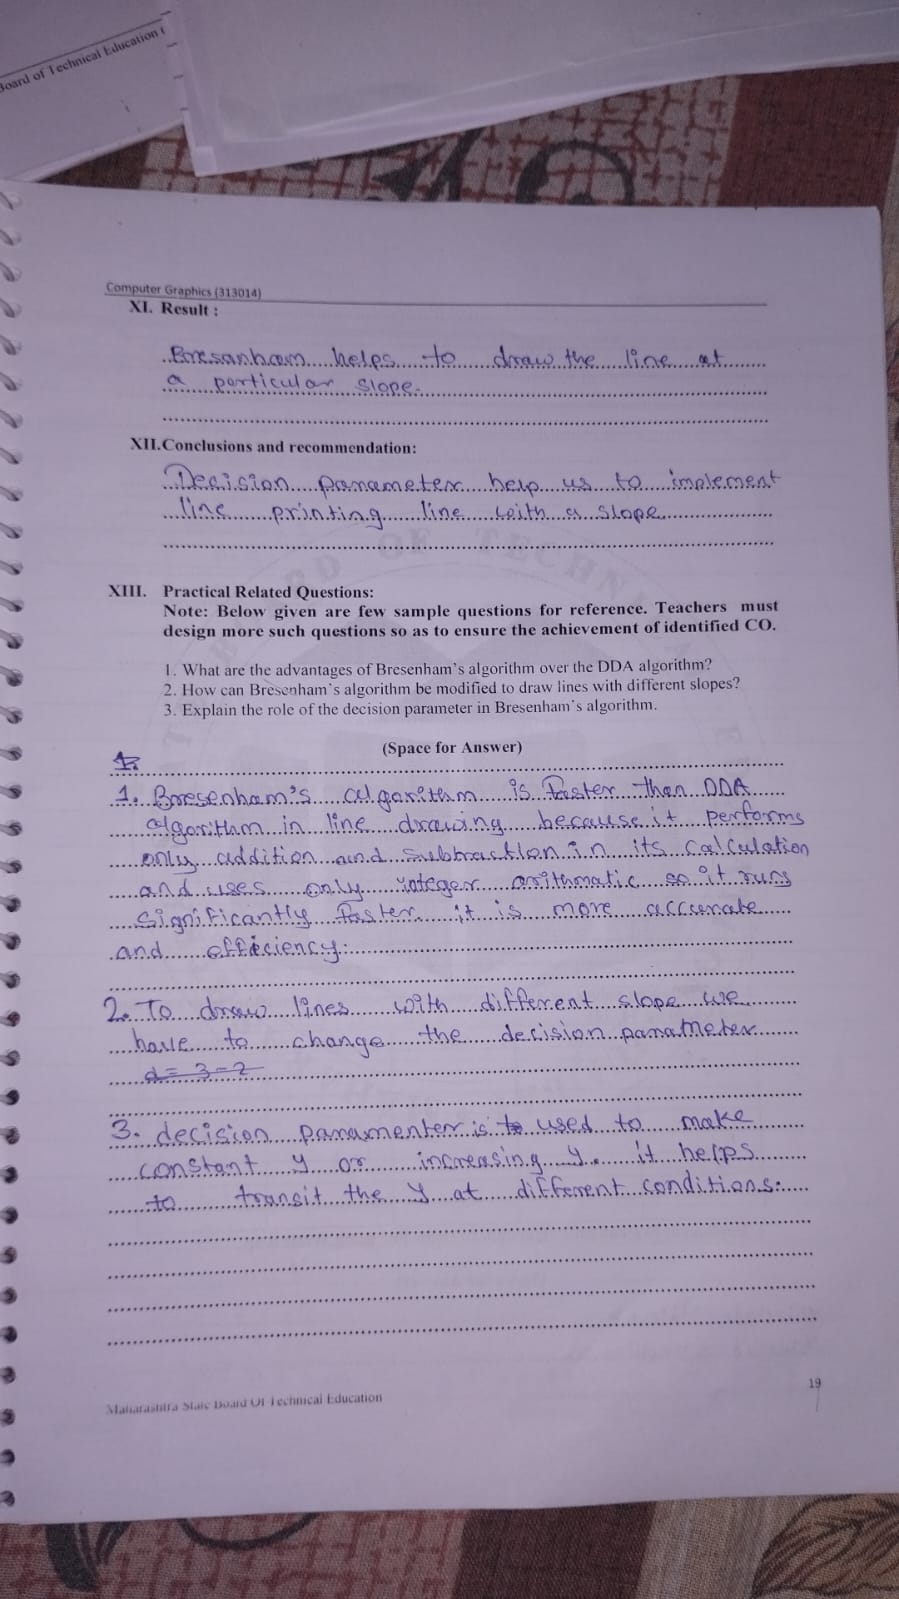 Board of Technical Education
Computer Graphics (313014)
XI. Result :
Bresanham helps to draw the line at
a particular slope.
XII.Conclusions and recommendation:
Decision parameter help us to implement
line printing line with a slope
XIII. Practical Related Questions:
Note: Below given are few sample questions for reference. Teachers must
design more such questions so as to ensure the achievement of identified CO.
1. What are the advantages of Bresenham's algorithm over the DDA algorithm?
2. How can Bresenham's algorithm be modified to draw lines with different slopes?
3. Explain the role of the decision parameter in Bresenham's algorithm.
(Space for Answer)
1. Bresenham's algorithm is faster than DDA
algorithm in line drawing because it performs
only addition and subtraction in its calculation
and uses only integer arithmatic so it runs
significantly faster. it is more accurate
and efficiency.
2. To draw lines with different slope we
have to change the decision parameter
d = 3 - 2
3. decision paramenter is used to make
constant y or increasing y. it helps
to transit the y at different conditions.
19
Maharashtra State Board Of Technical Education